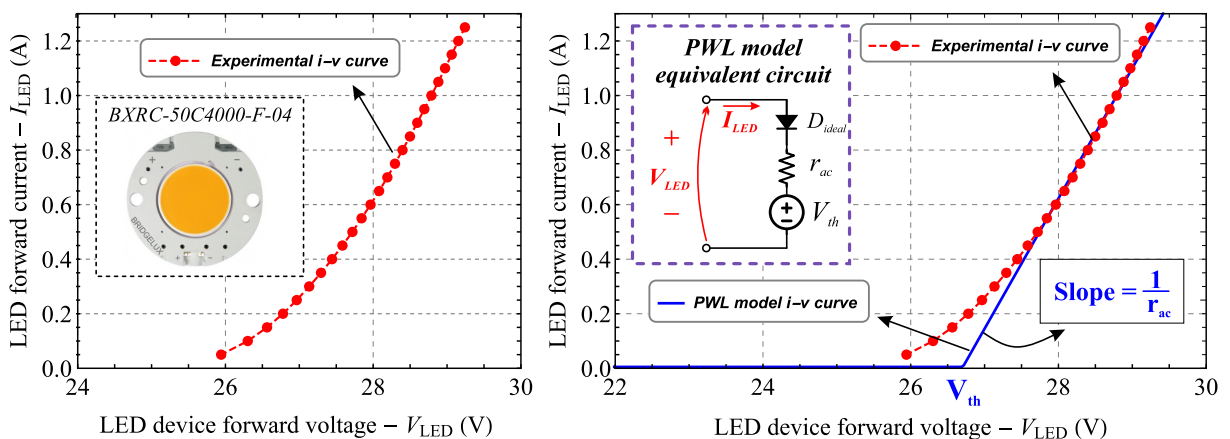 LED forward current – I_LED (A)
1.2
1.0
0.8
0.6
0.4
0.2
0.0
Experimental i–v curve
BXRC-50C4000-F-04
+
–
BRIDGELUX
+
–
24
26
28
30
LED device forward voltage – V_LED (V)
LED forward current – I_LED (A)
1.2
1.0
0.8
0.6
0.4
0.2
0.0
PWL model
equivalent circuit
I_LED
D_ideal
+
V_LED
–
r_ac
+
V_th
Experimental i–v curve
PWL model i–v curve
Slope = 1/r_ac
22
24
26
V_th
28
30
LED device forward voltage – V_LED (V)